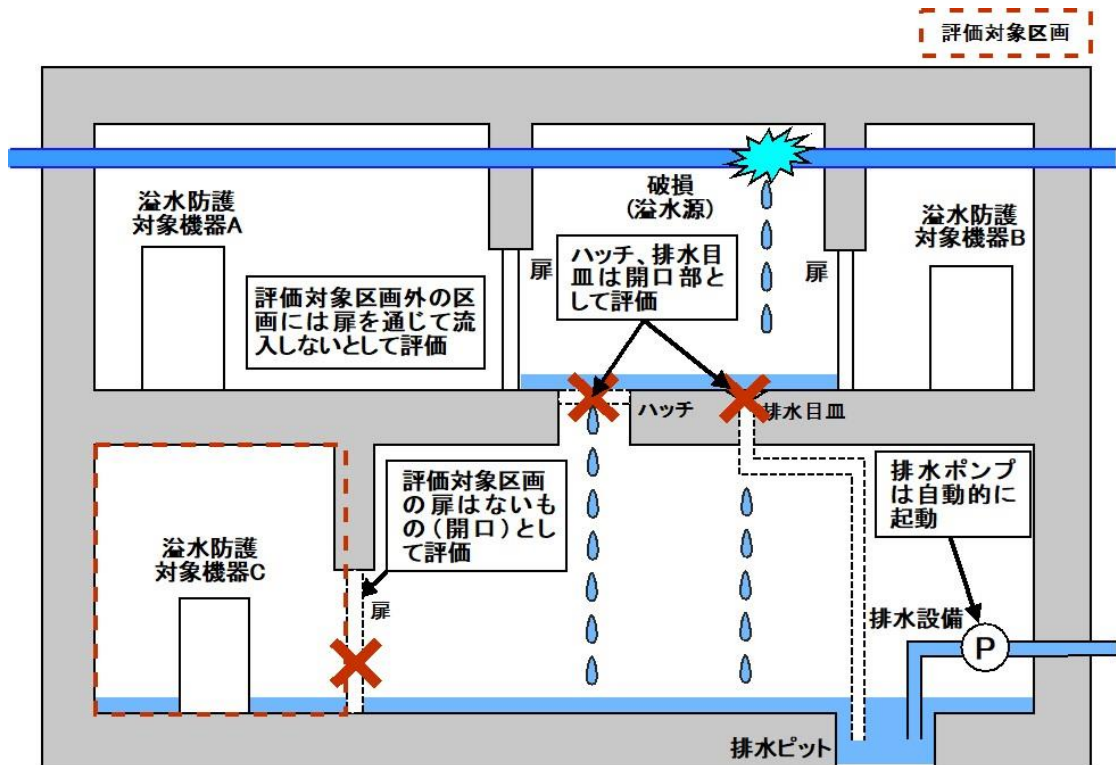 評価対象区画
溢水防護
対象機器A
破損
(溢水源)
溢水防護
対象機器B
扉
ハッチ、排水目
皿は開口部と
して評価
扉
評価対象区画外の区
画には扉を通じて流
入しないとして評価
ハッチ
排水目皿
評価対象区画
の扉はないも
の（開口）とし
て評価
排水ポンプ
は自動的に
起動
溢水防護
対象機器C
扉
排水設備
P
排水ピット